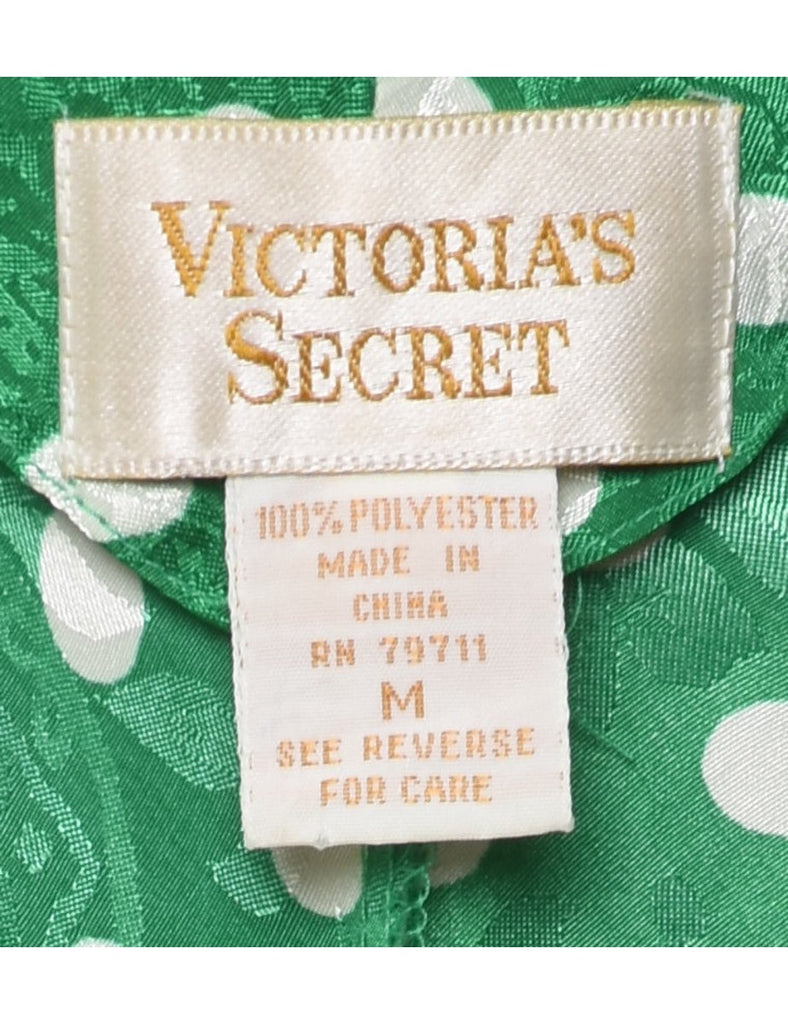 VICTORIA'S
SECRET
100% POLYESTER
MADE IN
CHINA
RN 79711
M
SEE REVERSE
FOR CARE